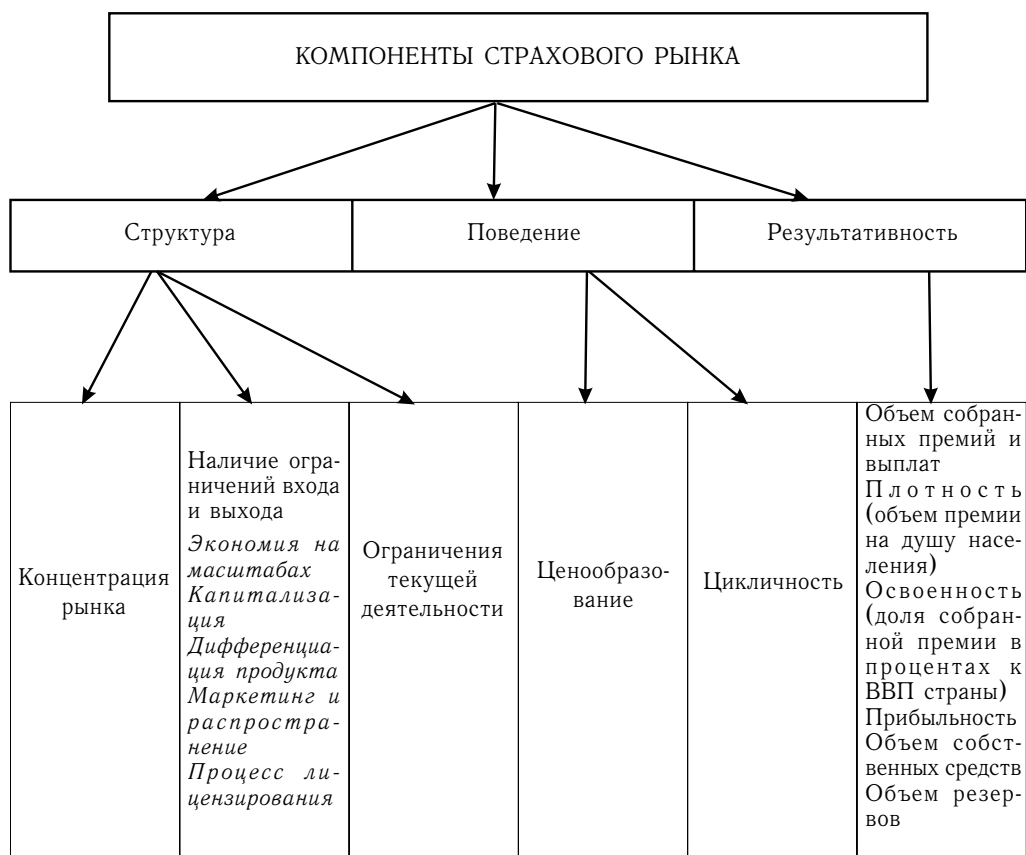 КОМПОНЕНТЫ СТРАХОВОГО РЫНКА
Структура
Поведение
Результативность
Концентрация
рынка
Наличие огра-
ничений входа
и выхода
Экономия на
масштабах
Капитализа-
ция
Дифференциа-
ция продукта
Маркетинг и
распростра-
нение
Процесс ли-
цензирования
Ограничения
текущей
деятельности
Ценообразо-
вание
Цикличность
Объем собран-
ных премий и
выплат
Плотность
(объем премии
на душу насе-
ления)
Освоенность
(доля собран-
ной премии в
процентах к
ВВП страны)
Прибыльность
Объем собст-
венных средств
Объем резер-
вов